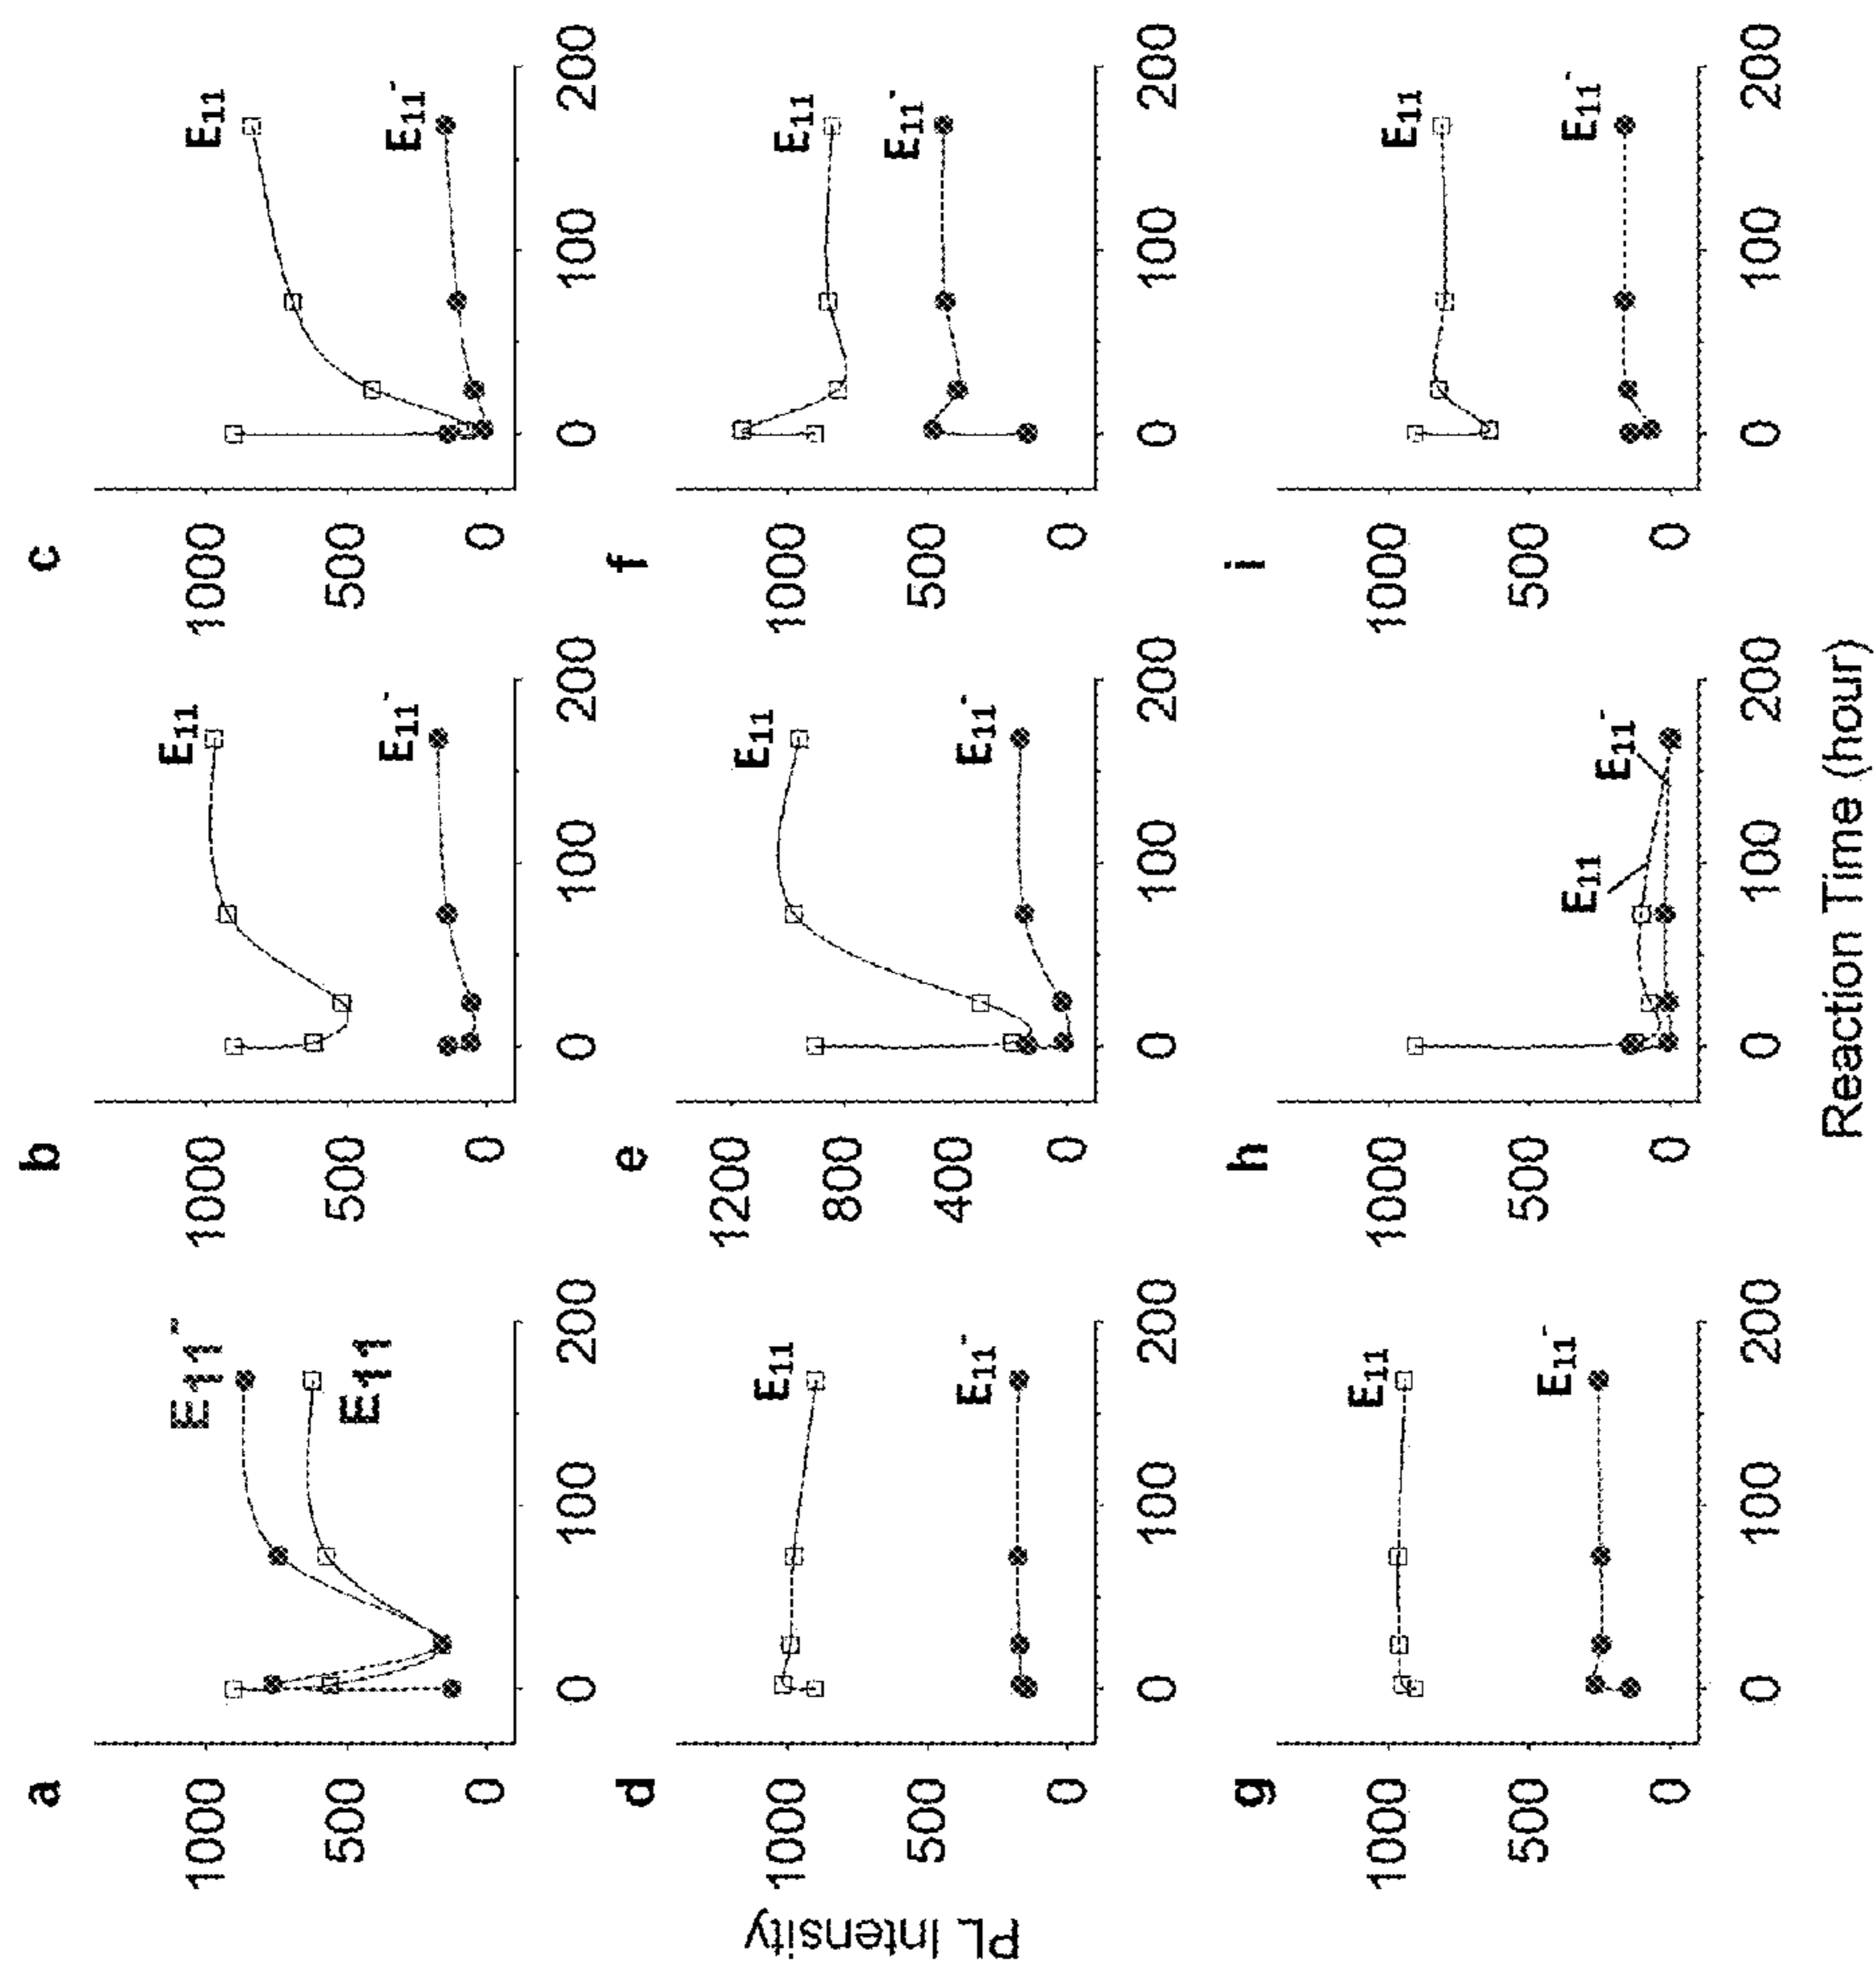 a
1000
500
0
0
100
200
E₁₁⁻
E₁₁
b
1000
500
0
0
100
200
E₁₁
E₁₁⁻
c
1000
500
0
0
100
200
E₁₁
E₁₁⁻
d
1000
500
0
0
100
200
E₁₁
E₁₁⁻
e
1200
800
400
0
0
100
200
E₁₁
E₁₁⁻
f
1000
500
0
0
100
200
E₁₁
E₁₁⁻
g
1000
500
0
0
100
200
E₁₁
E₁₁⁻
h
1000
500
0
0
100
200
E₁₁
E₁₁⁻
i
1000
500
0
0
100
200
E₁₁
E₁₁⁻
PL Intensity
Reaction Time (hour)